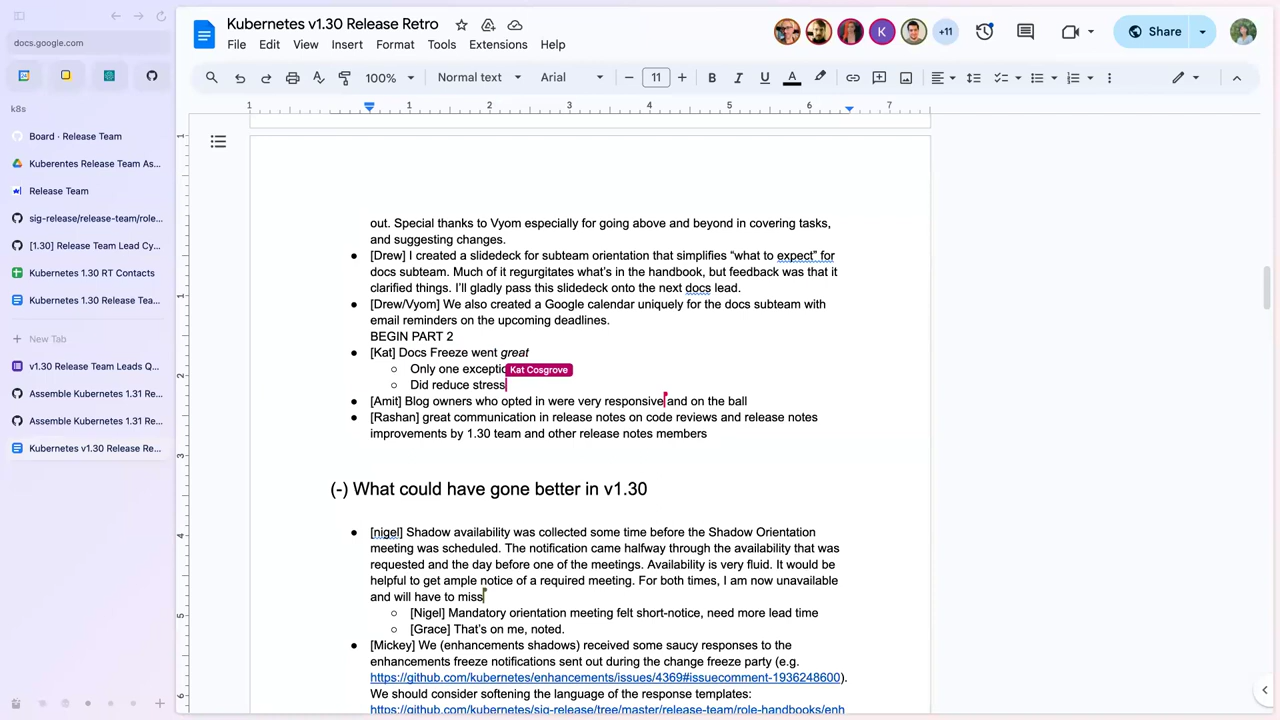 docs.google.com
k8s
Board · Release Team
Kuberentes Release Team As...
Release Team
sig-release/release-team/role...
[1.30] Release Team Lead Cy...
Kubernetes 1.30 RT Contacts
Kubernetes 1.30 Release Tea...
New Tab
v1.30 Release Team Leads Q...
Assemble Kubernetes 1.31 Re...
Assemble Kubernetes 1.31 Re...
Kubernetes v1.30 Release Re...
Kubernetes v1.30 Release Retro
File Edit View Insert Format Tools Extensions Help
K
+11
Share
100% Normal text Arial 11
1 1 2 3 4 5 6 7
1
1
2
3
4
5
6
out. Special thanks to Vyom especially for going above and beyond in covering tasks,
and suggesting changes.
[Drew] I created a slidedeck for subteam orientation that simplifies “what to expect” for
docs subteam. Much of it regurgitates what’s in the handbook, but feedback was that it
clarified things. I’ll gladly pass this slidedeck onto the next docs lead.
[Drew/Vyom] We also created a Google calendar uniquely for the docs subteam with
email reminders on the upcoming deadlines.
BEGIN PART 2
[Kat] Docs Freeze went great
Only one exceptio
Kat Cosgrove
Did reduce stress
[Amit] Blog owners who opted in were very responsive and on the ball
[Rashan] great communication in release notes on code reviews and release notes
improvements by 1.30 team and other release notes members
(-) What could have gone better in v1.30
[nigel] Shadow availability was collected some time before the Shadow Orientation
meeting was scheduled. The notification came halfway through the availability that was
requested and the day before one of the meetings. Availability is very fluid. It would be
helpful to get ample notice of a required meeting. For both times, I am now unavailable
and will have to miss
[Nigel] Mandatory orientation meeting felt short-notice, need more lead time
[Grace] That’s on me, noted.
[Mickey] We (enhancements shadows) received some saucy responses to the
enhancements freeze notifications sent out during the change freeze party (e.g.
https://github.com/kubernetes/enhancements/issues/4369#issuecomment-1936248600).
We should consider softening the language of the response templates:
https://github.com/kubernetes/sig-release/tree/master/release-team/role-handbooks/enh